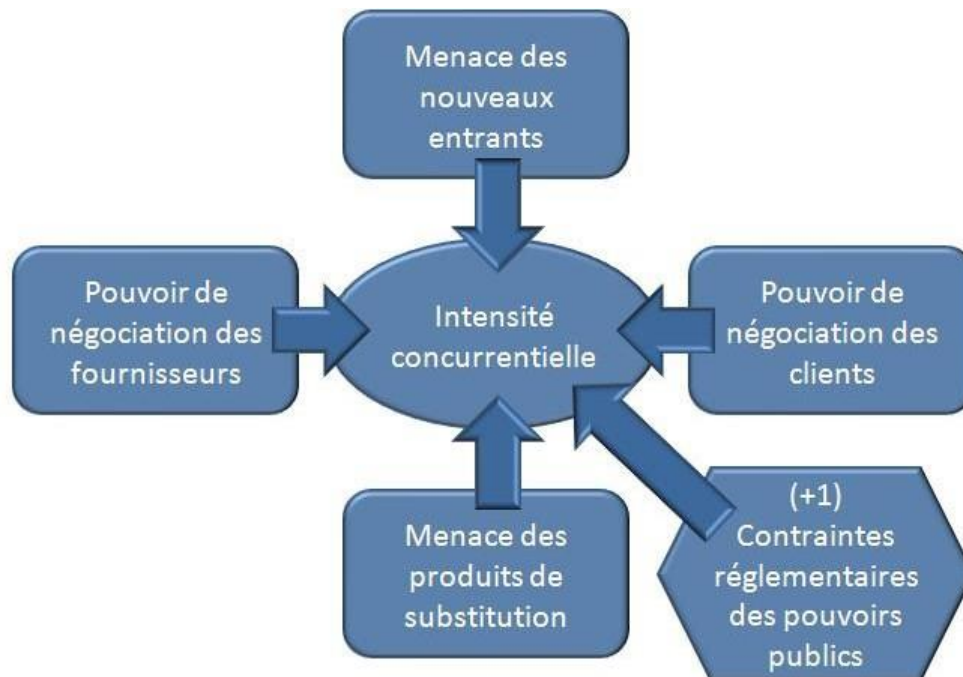 Menace des
nouveaux
entrants
Pouvoir de
négociation des
fournisseurs
Intensité
concurrentielle
Pouvoir de
négociation des
clients
Menace des
produits de
substitution
(+1)
Contraintes
réglementaires
des pouvoirs
publics